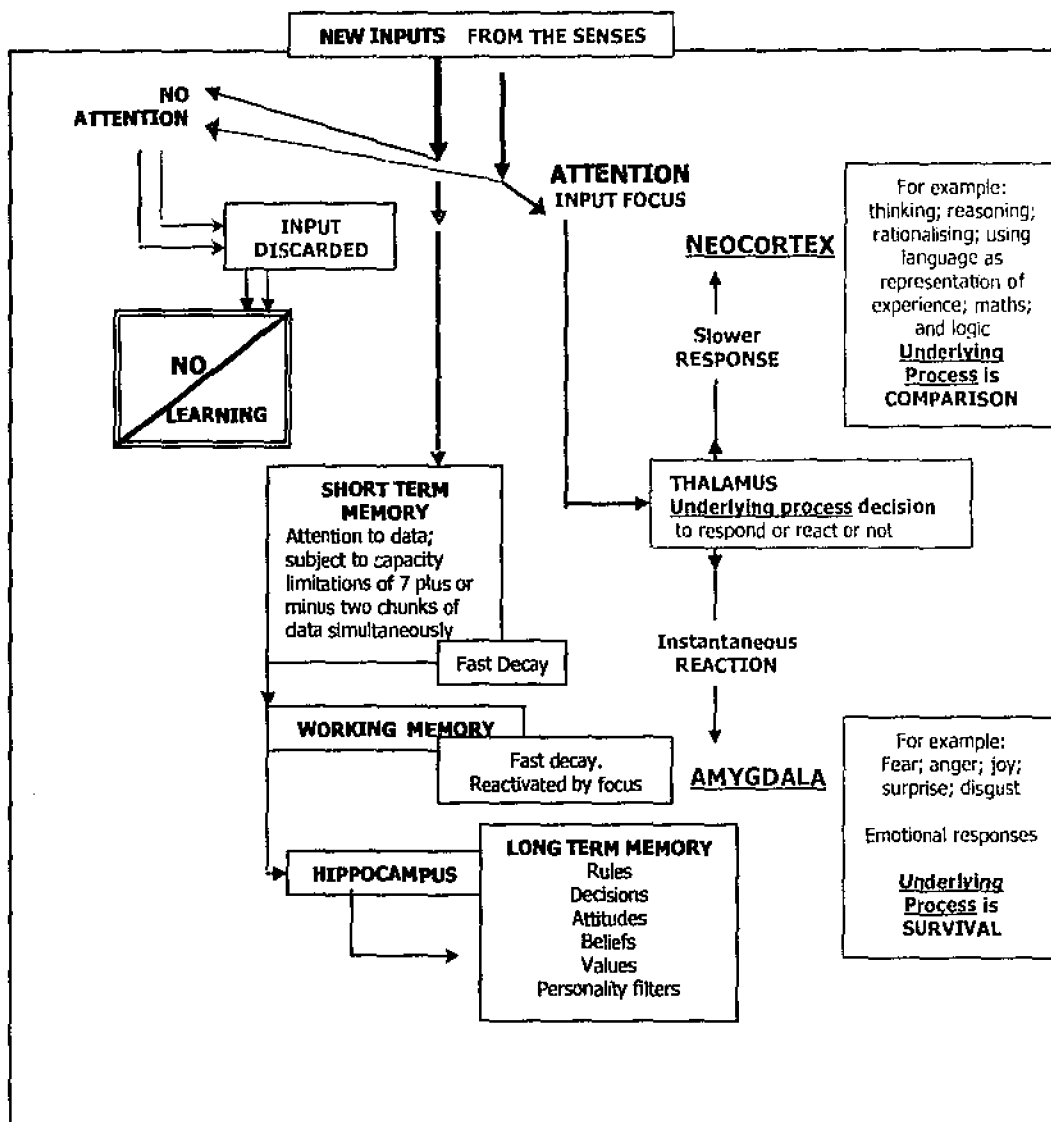 NEW INPUTS FROM THE SENSES
NO
ATTENTION
ATTENTION
INPUT FOCUS
INPUT
DISCARDED
NO
LEARNING
NEOCORTEX
Slower
RESPONSE
For example:
thinking; reasoning;
rationalising; using
language as
representation of
experience; maths;
and logic
Underlying
Process is
COMPARISON
THALAMUS
Underlying process decision
to respond or react or not
SHORT TERM
MEMORY
Attention to data;
subject to capacity
limitations of 7 plus or
minus two chunks of
data simultaneously
Fast Decay
Instantaneous
REACTION
WORKING MEMORY
Fast decay.
Reactivated by focus
AMYGDALA
For example:
Fear; anger; joy;
surprise; disgust
Emotional responses
Underlying
Process is
SURVIVAL
HIPPOCAMPUS
LONG TERM MEMORY
Rules
Decisions
Attitudes
Beliefs
Values
Personality filters